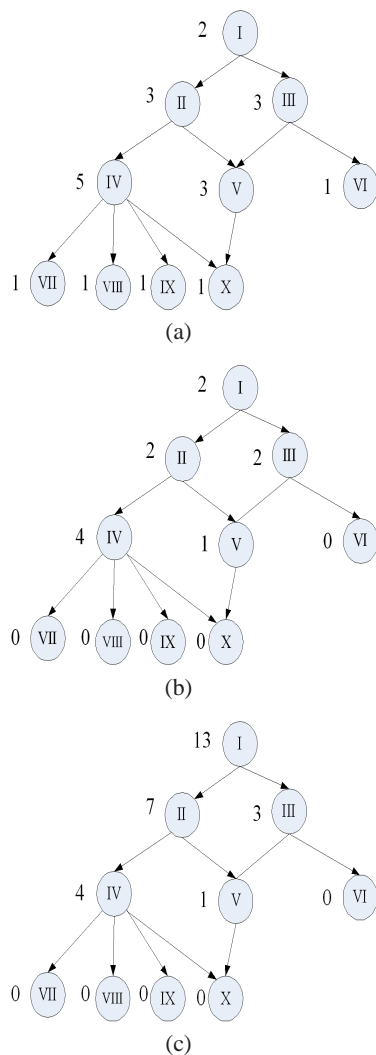 2 I
3 II 3 III
5 IV 3 V 1 VI
1 VII 1 VIII 1 IX 1 X
(a)
2 I
2 II 2 III
4 IV 1 V 0 VI
0 VII 0 VIII 0 IX 0 X
(b)
13 I
7 II 3 III
4 IV 1 V 0 VI
0 VII 0 VIII 0 IX 0 X
(c)